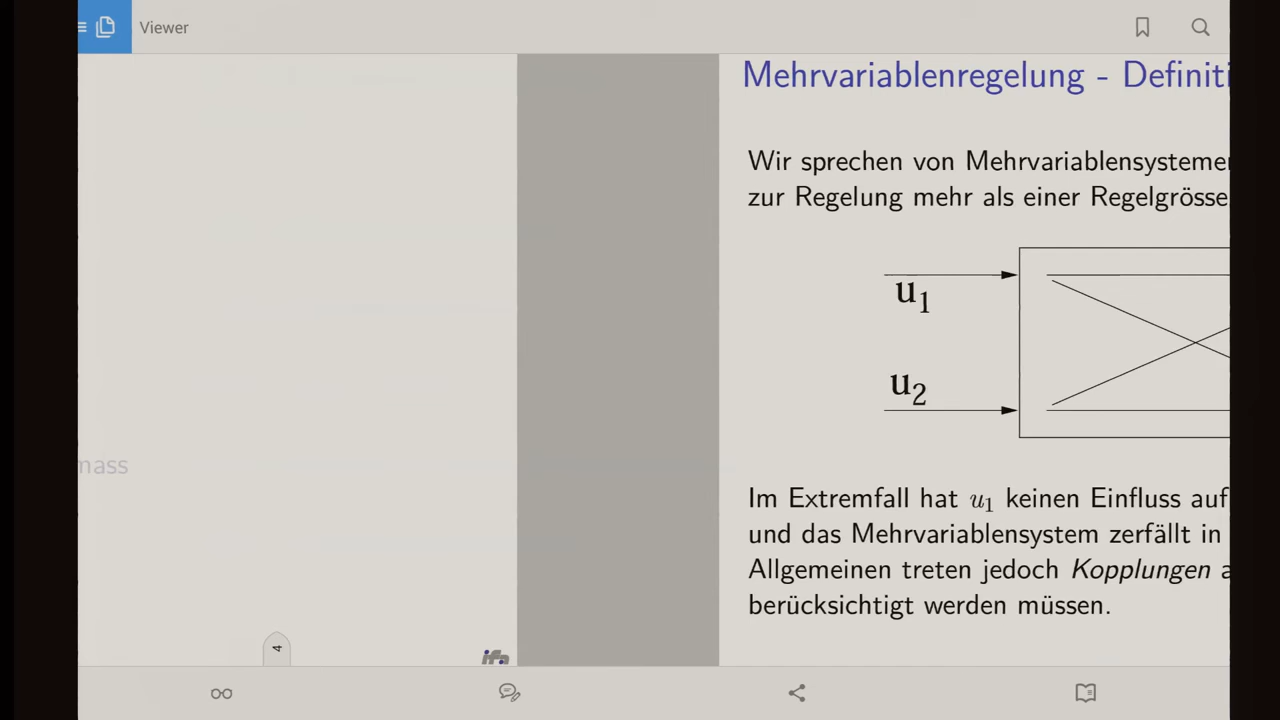 Viewer
Mehrvariablenregelung - Definiti
Wir sprechen von Mehrvariablensysteme
zur Regelung mehr als einer Regelgrösse
u1
u2
mass
Im Extremfall hat u1 keinen Einfluss auf
und das Mehrvariablensystem zerfällt in
Allgemeinen treten jedoch Kopplungen a
berücksichtigt werden müssen.
4